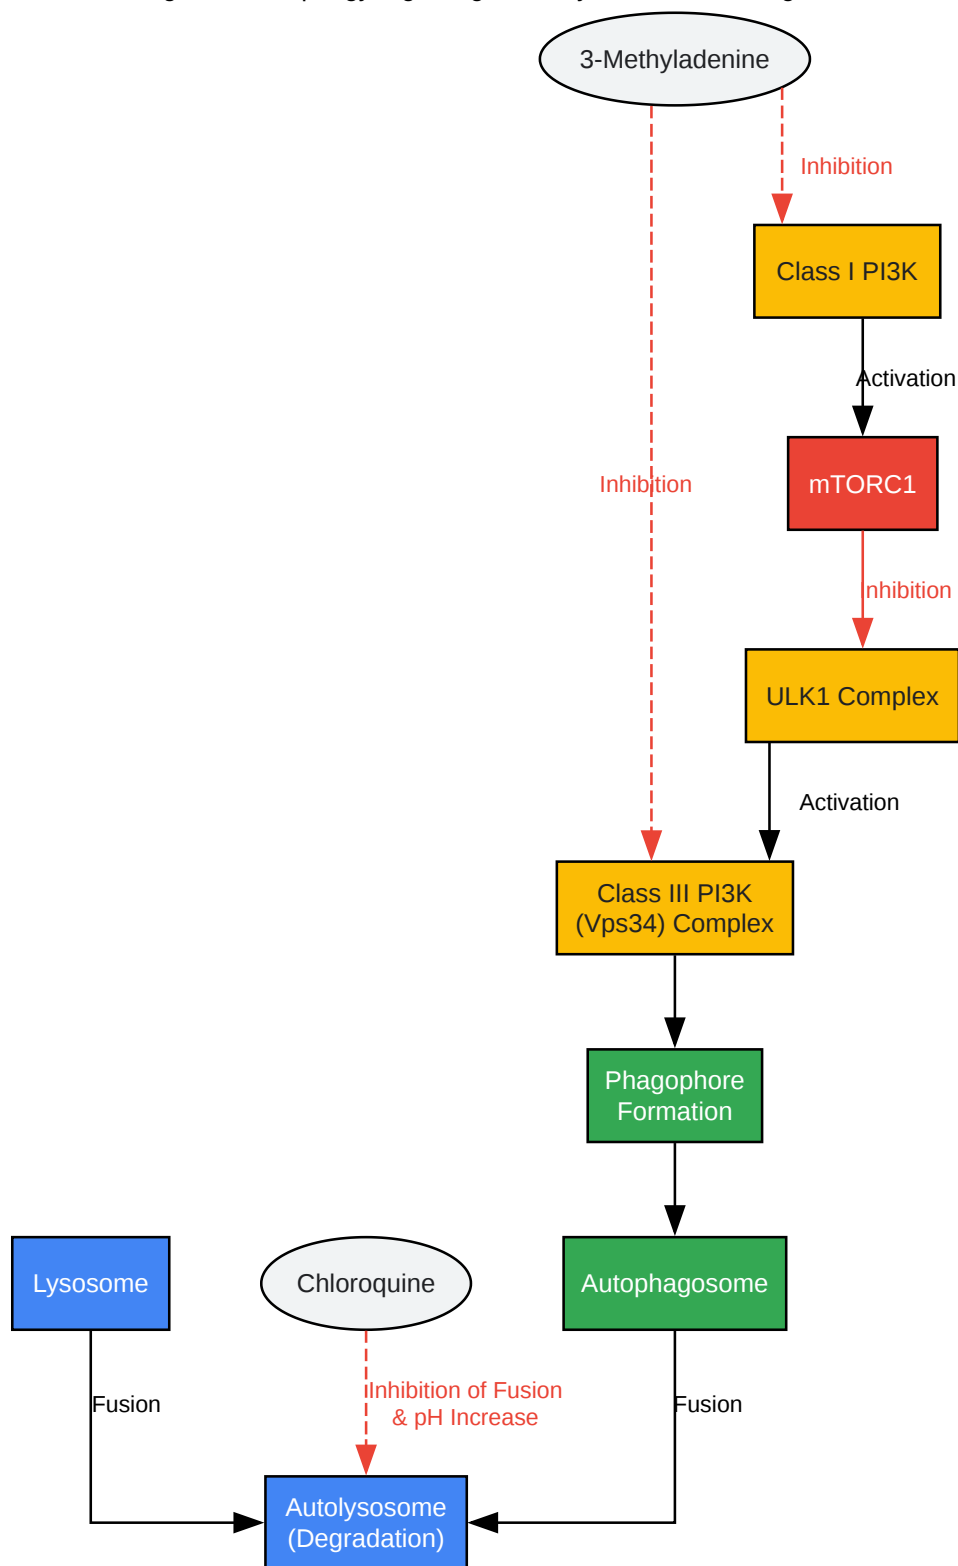 3-Methyladenine
Inhibition
Class I PI3K
Activation
mTORC1
Inhibition
Inhibition
ULK1 Complex
Activation
Class III PI3K
(Vps34) Complex
Phagophore
Formation
Lysosome
Chloroquine
Autophagosome
Fusion
Inhibition of Fusion
& pH Increase
Fusion
Autolysosome
(Degradation)